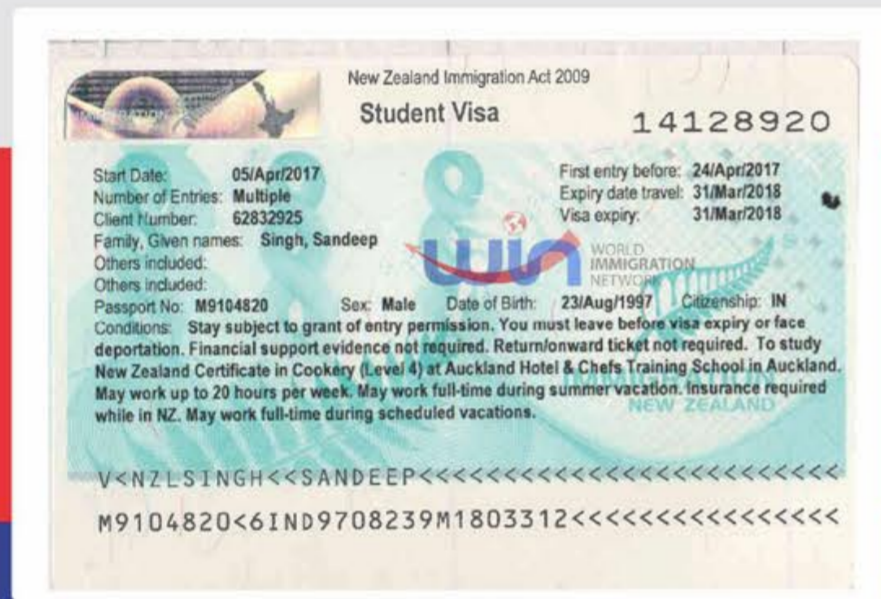 New Zealand Immigration Act 2009
Student Visa
14128920
IMMIGRATION
Start Date: 05/Apr/2017 First entry before: 24/Apr/2017
Number of Entries: Multiple Expiry date travel: 31/Mar/2018
Client Number: 62832925 Visa expiry: 31/Mar/2018
Family, Given names: Singh, Sandeep
Others included:
Others included:
win WORLD
IMMIGRATION
NETWORK
Passport No: M9104820 Sex: Male Date of Birth: 23/Aug/1997 Citizenship: IN
Conditions: Stay subject to grant of entry permission. You must leave before visa expiry or face
deportation. Financial support evidence not required. Return/onward ticket not required. To study
New Zealand Certificate in Cookery (Level 4) at Auckland Hotel & Chefs Training School in Auckland.
May work up to 20 hours per week. May work full-time during summer vacation. Insurance required
while in NZ. May work full-time during scheduled vacations.
IMMIGRATION
NEW ZEALAND
V<NZLSINGH<<SANDEEP<<<<<<<<<<<<<<<<<<<<<<<<<
M9104820<6IND9708239M1803312<<<<<<<<<<<<<<<<